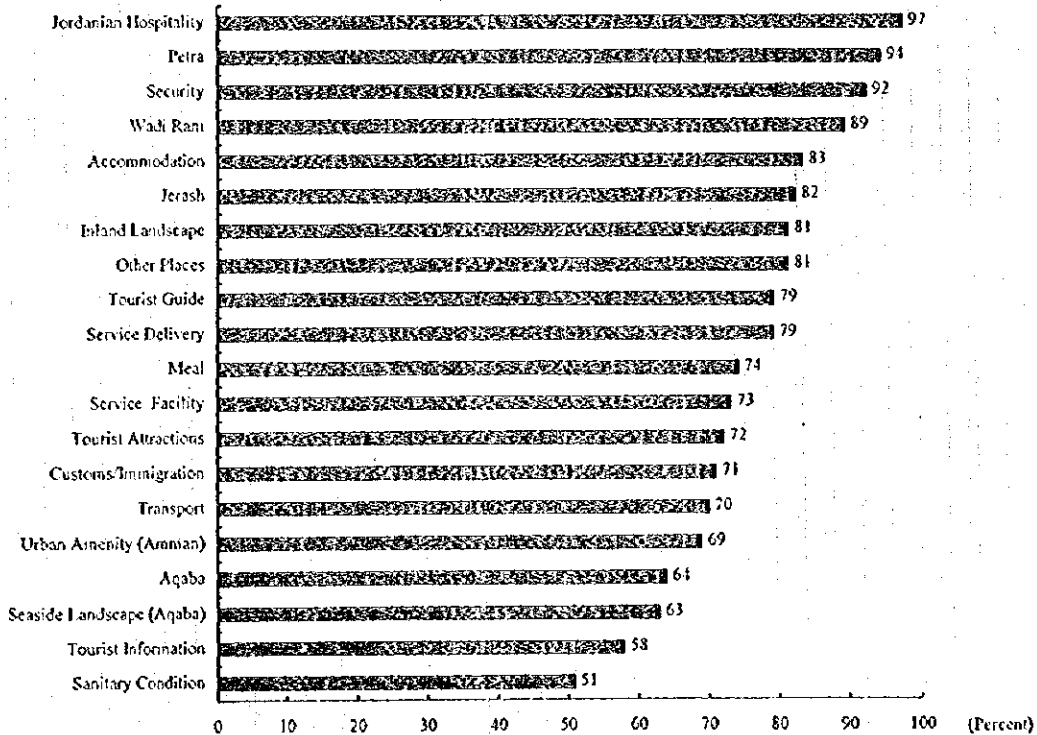 Jordanian Hospitality 97
Petra 94
Security 92
Wadi Ram 89
Accommodation 83
Jerash 82
Inland Landscape 81
Other Places 81
Tourist Guide 79
Service Delivery 79
Meal 74
Service Facility 73
Tourist Attractions 72
Customs/Immigration 71
Transport 70
Urban Amenity (Amman) 69
Aqaba 64
Seaside Landscape (Aqaba) 63
Tourist Information 58
Sanitary Condition 51
0 10 20 30 40 50 60 70 80 90 100 (Percent)